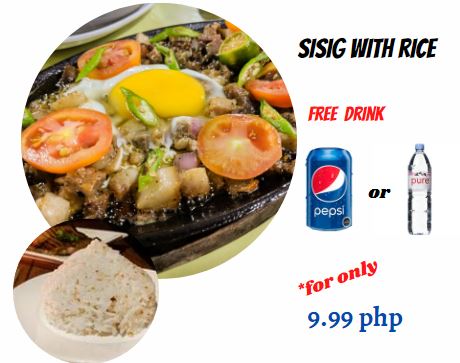 SISIG WITH RICE
FREE DRINK
pepsi
or
pure
*for only
9.99 php